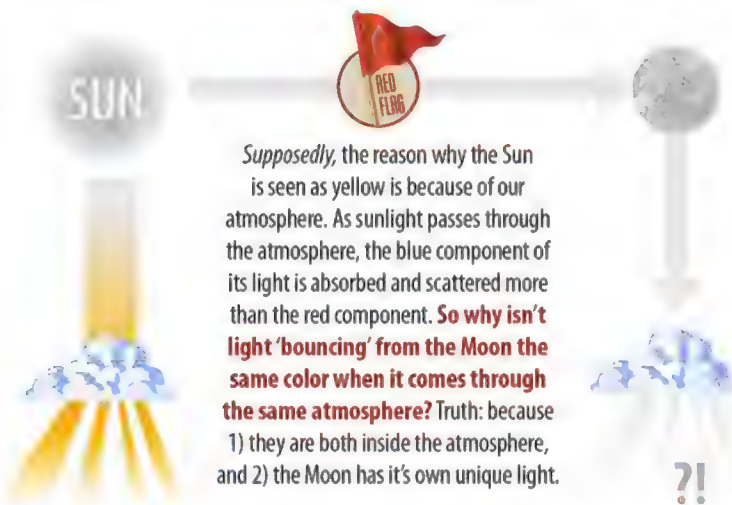 SUN
RED
FLAG
Supposedly, the reason why the Sun
is seen as yellow is because of our
atmosphere. As sunlight passes through
the atmosphere, the blue component of
its light is absorbed and scattered more
than the red component. So why isn't
light 'bouncing' from the Moon the
same color when it comes through
the same atmosphere? Truth: because
1) they are both inside the atmosphere,
and 2) the Moon has it's own unique light.
?!